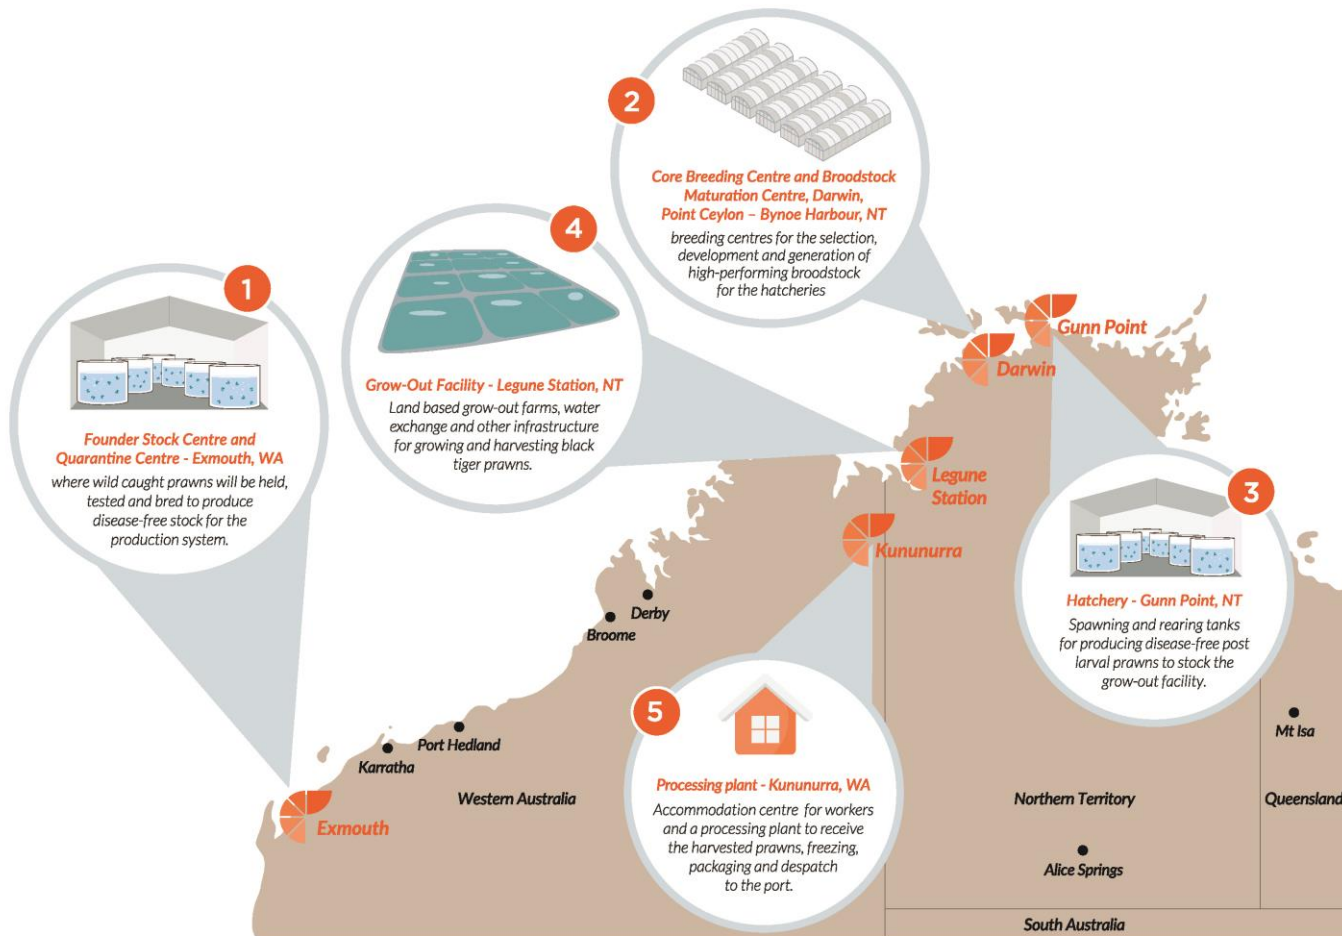 1
Founder Stock Centre and
Quarantine Centre - Exmouth, WA
where wild caught prawns will be held,
tested and bred to produce
disease-free stock for the
production system.
2
Core Breeding Centre and Brodstock
Maturation Centre, Darwin,
Point Ceylon – Bynoe Harbour, NT
breeding centres for the selection,
development and generation of
high-performing broodstock
for the hatcheries
4
Grow-Out Facility - Legune Station, NT
Land based grow-out farms, water
exchange and other infrastructure
for growing and harvesting black
tiger prawns.
3
Hatchery - Gunn Point, NT
Spawning and rearing tanks
for producing disease-free post
larval prawns to stock the
grow-out facility.
5
Processing plant - Kununurra, WA
Accommodation centre for workers
and a processing plant to receive
the harvested prawns, freezing,
packaging and despatch
to the port.
Gunn Point
Darwin
Legune
Station
Kununurra
Derby
Broome
Port Hedland
Karratha
Exmouth
Western Australia
Northern Territory
Alice Springs
Mt Isa
Queensland
South Australia